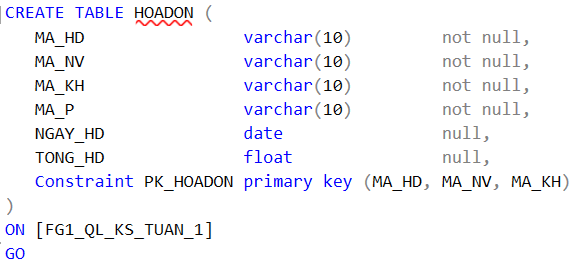 CREATE TABLE HOADON (
MA_HD varchar(10) not null,
MA_NV varchar(10) not null,
MA_KH varchar(10) not null,
MA_P varchar(10) not null,
NGAY_HD date null,
TONG_HD float null,
Constraint PK_HOADON primary key (MA_HD, MA_NV, MA_KH)
)
ON [FG1_QL_KS_TUAN_1]
GO